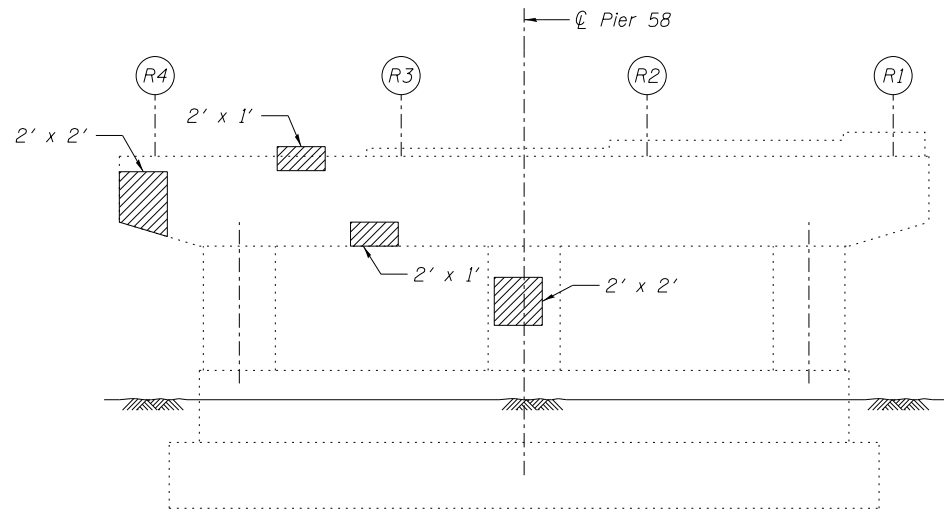 ℄ Pier 58
R4
R3
R2
R1
2' x 1'
2' x 2'
2' x 1'
2' x 2'